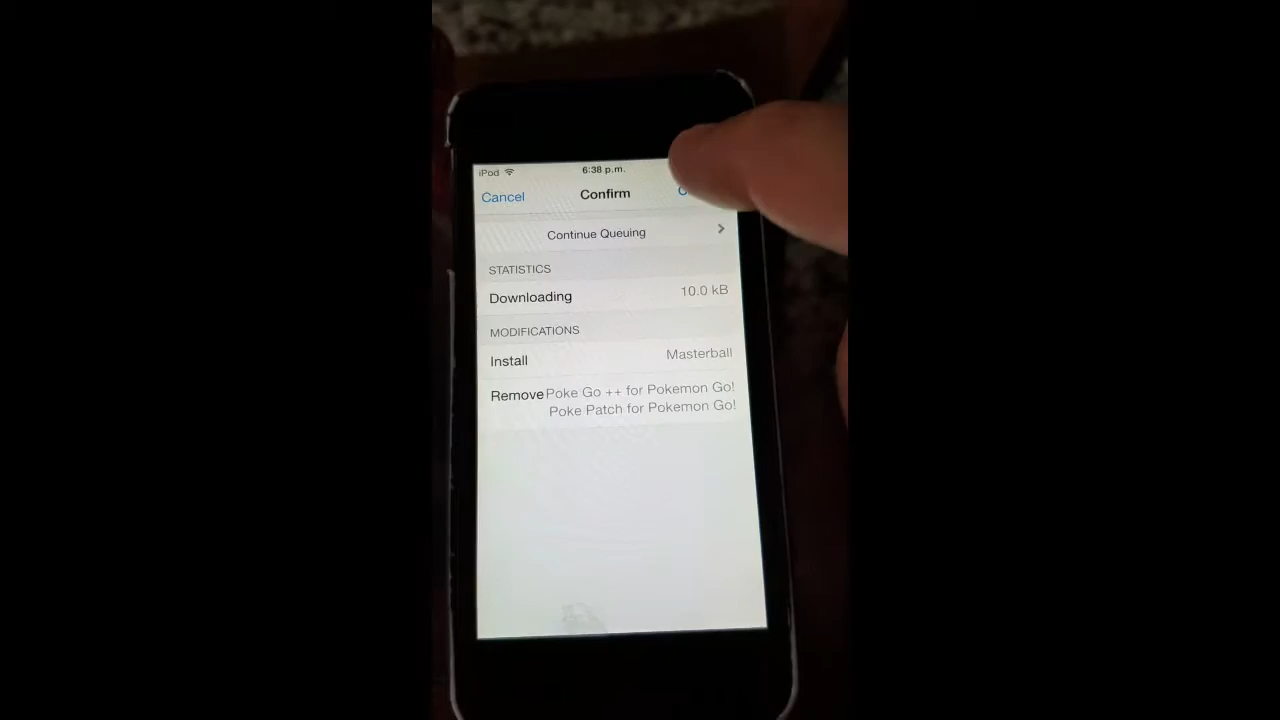 iPod 6:38 p.m.
Cancel Confirm
Continue Queuing
STATISTICS
Downloading 10.0 kB
MODIFICATIONS
Install Masterball
Remove Poke Go ++ for Pokemon Go!
Poke Patch for Pokemon Go!